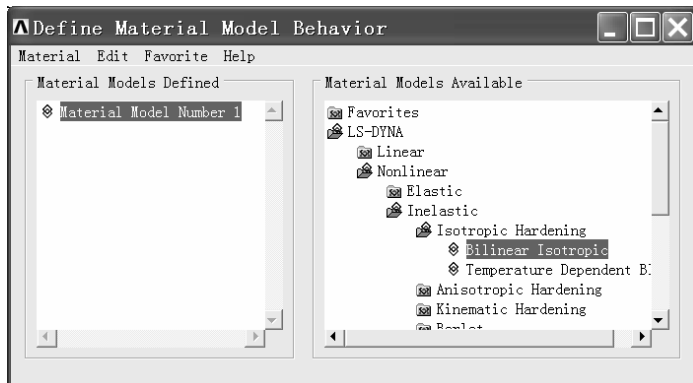 Define Material Model Behavior
Material Edit Favorite Help
Material Models Defined
Material Model Number 1
Material Models Available
Favorites
LS-DYNA
Linear
Nonlinear
Elastic
Inelastic
Isotropic Hardening
Bilinear Isotropic
Temperature Dependent B
Anisotropic Hardening
Kinematic Hardening